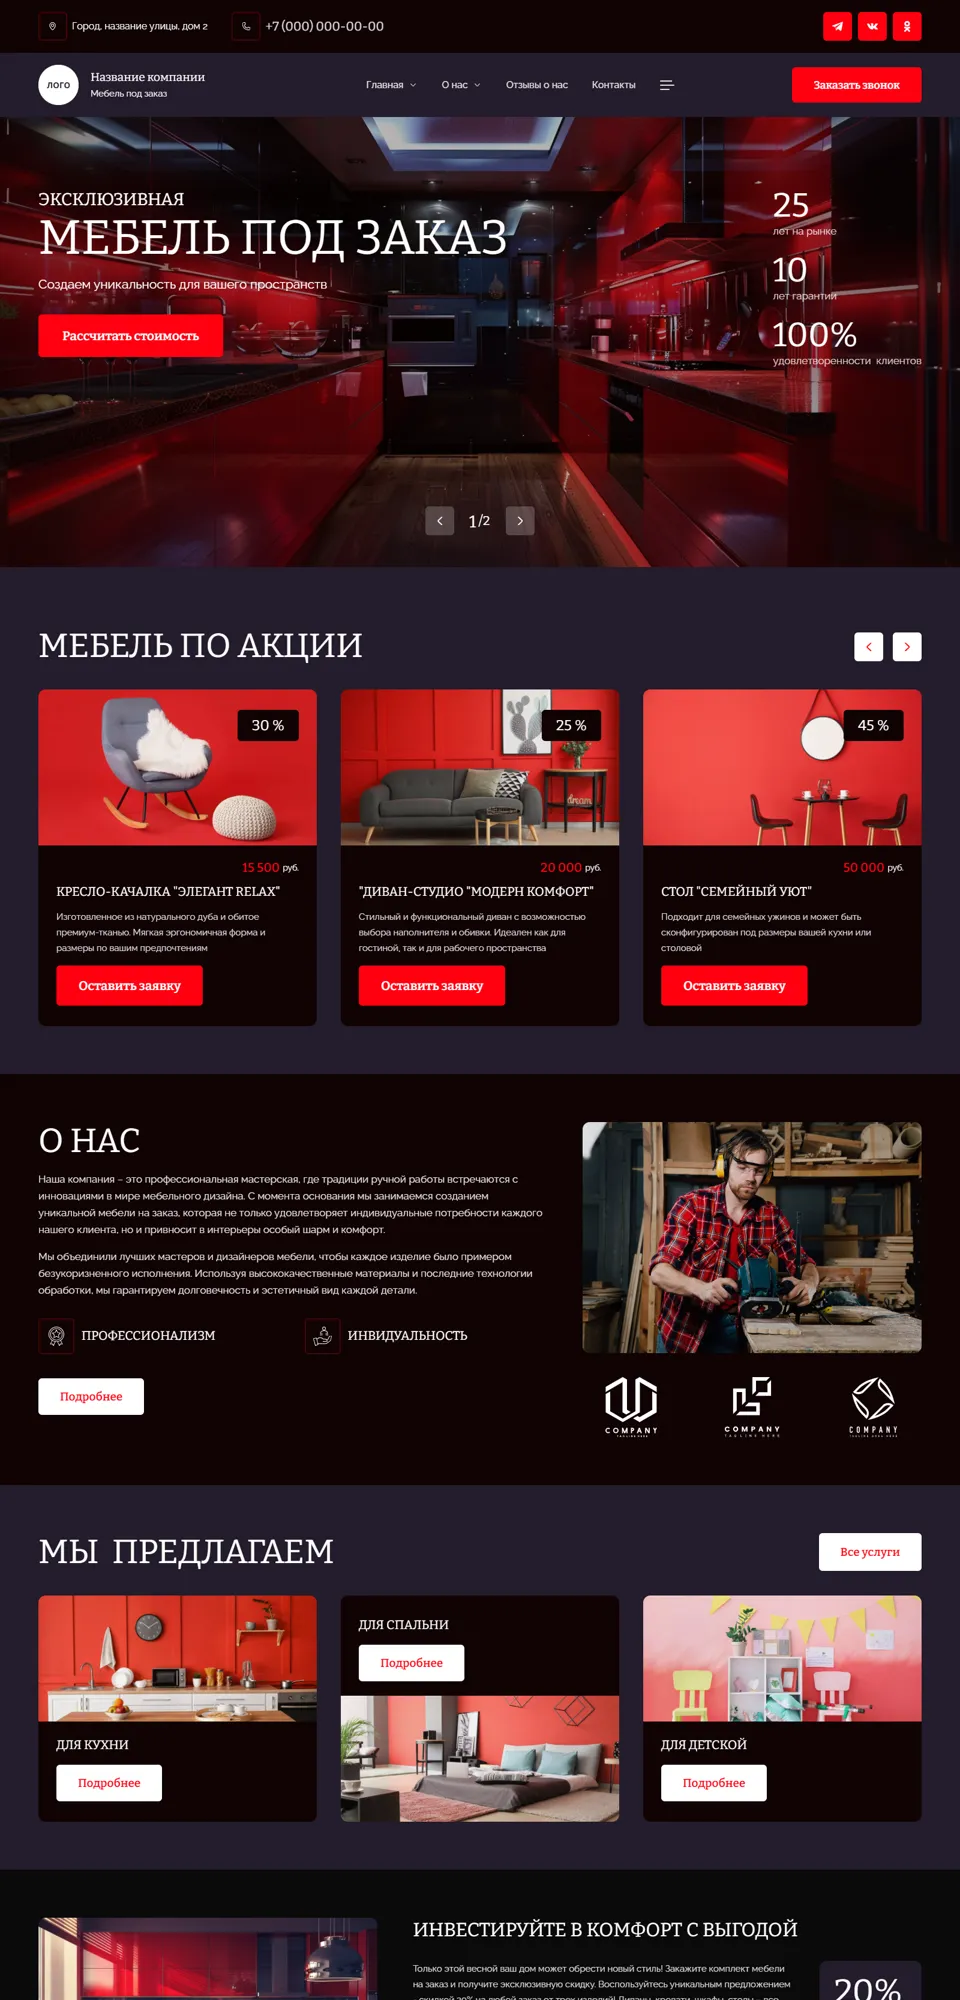 Город, название улицы, дом 2
+7 (000) 000-00-00
ЛОГО
Название компании
Мебель под заказ
Главная
О нас
Отзывы о нас
Контакты
Заказать звонок
ЭКСКЛЮЗИВНАЯ
МЕБЕЛЬ ПОД ЗАКАЗ
Создаем уникальность для вашего пространств
Рассчитать стоимость
25
лет на рынке
10
лет гарантии
100%
удовлетворенности клиентов
1/2
МЕБЕЛЬ ПО АКЦИИ
30 %
15 500 руб.
КРЕСЛО-КАЧАЛКА "ЭЛЕГАНТ RELAX"
Изготовленное из натурального дуба и обитое
премиум-тканью. Мягкая эргономичная форма и
размеры по вашим предпочтениям
Оставить заявку
25 %
dream
20 000 руб.
"ДИВАН-СТУДИО "МОДЕРН КОМФОРТ"
Стильный и функциональный диван с возможностью
выбора наполнителя и обивки. Идеален как для
гостиной, так и для рабочего пространства
Оставить заявку
45 %
50 000 руб.
СТОЛ "СЕМЕЙНЫЙ УЮТ"
Подходит для семейных ужинов и может быть
сконфигурирован под размеры вашей кухни или
столовой
Оставить заявку
О НАС
Наша компания – это профессиональная мастерская, где традиции ручной работы встречаются с
инновациями в мире мебельного дизайна. С момента основания мы занимаемся созданием
уникальной мебели на заказ, которая не только удовлетворяет индивидуальные потребности каждого
нашего клиента, но и привносит в интерьеры особый шарм и комфорт.
Мы объединили лучших мастеров и дизайнеров мебели, чтобы каждое изделие было примером
безукоризненного исполнения. Используя высококачественные материалы и последние технологии
обработки, мы гарантируем долговечность и эстетичный вид каждой детали.
ПРОФЕССИОНАЛИЗМ
ИНВИДУАЛЬНОСТЬ
Подробнее
COMPANY
TAGLINE HERE
COMPANY
TAGLINE HERE
COMPANY
МЫ ПРЕДЛАГАЕМ
Все услуги
ДЛЯ КУХНИ
Подробнее
ДЛЯ СПАЛЬНИ
Подробнее
ДЛЯ ДЕТСКОЙ
Подробнее
ИНВЕСТИРУЙТЕ В КОМФОРТ С ВЫГОДОЙ
Только этой весной ваш дом может обрести новый стиль! Закажите комплект мебели
на заказ и получите эксклюзивную скидку. Воспользуйтесь уникальным предложением
20%